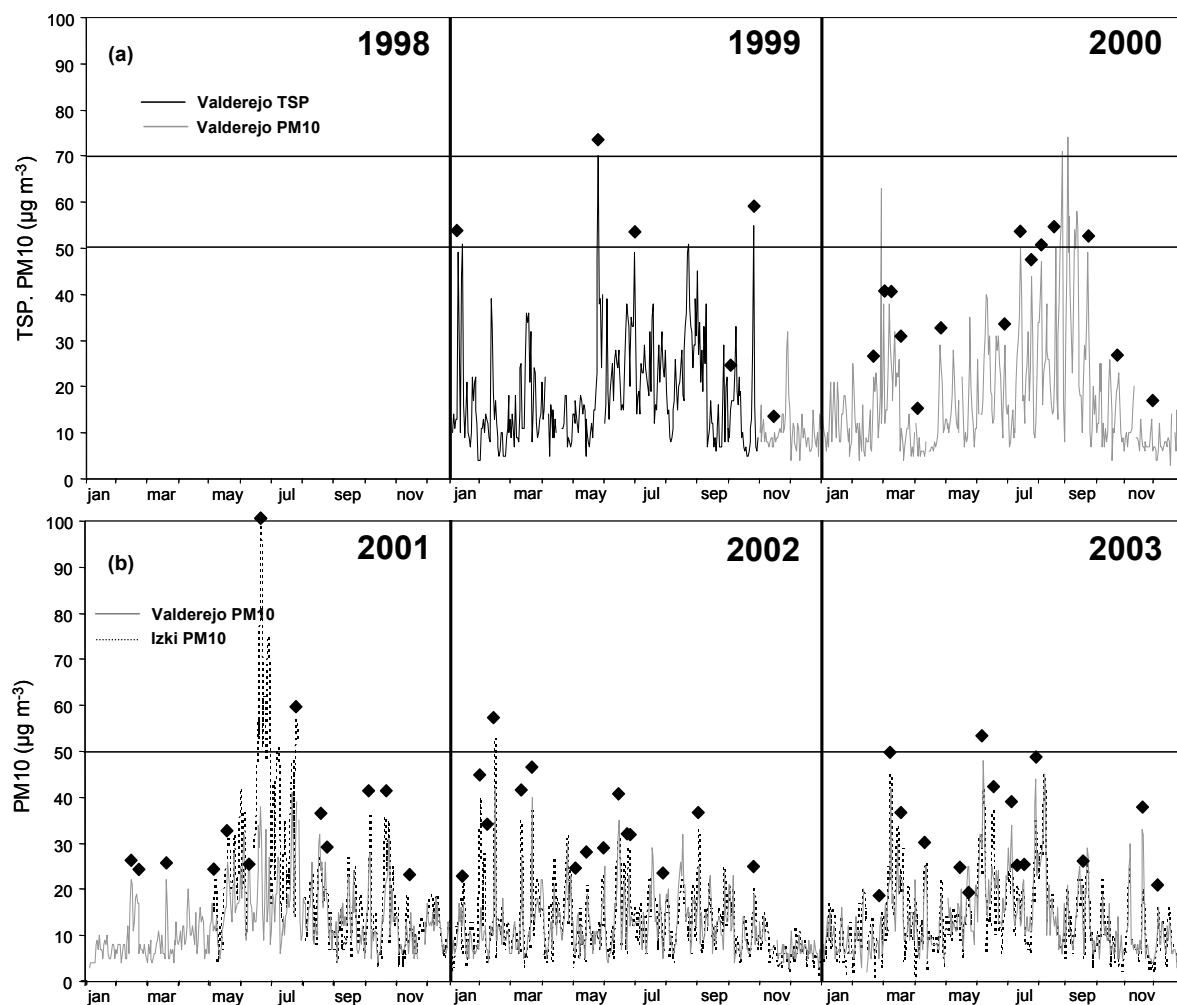 100
90
80
70
60
50
40
30
20
10
0
TSP. PM10 (µg m⁻³)
(a)
1998
1999
2000
Valderejo TSP
Valderejo PM10
jan mar may jul sep nov jan mar may jul sep nov jan mar may jul sep nov
100
90
80
70
60
50
40
30
20
10
0
PM10 (µg m⁻³)
(b)
2001
2002
2003
Valderejo PM10
Izki PM10
jan mar may jul sep nov jan mar may jul sep nov jan mar may jul sep nov